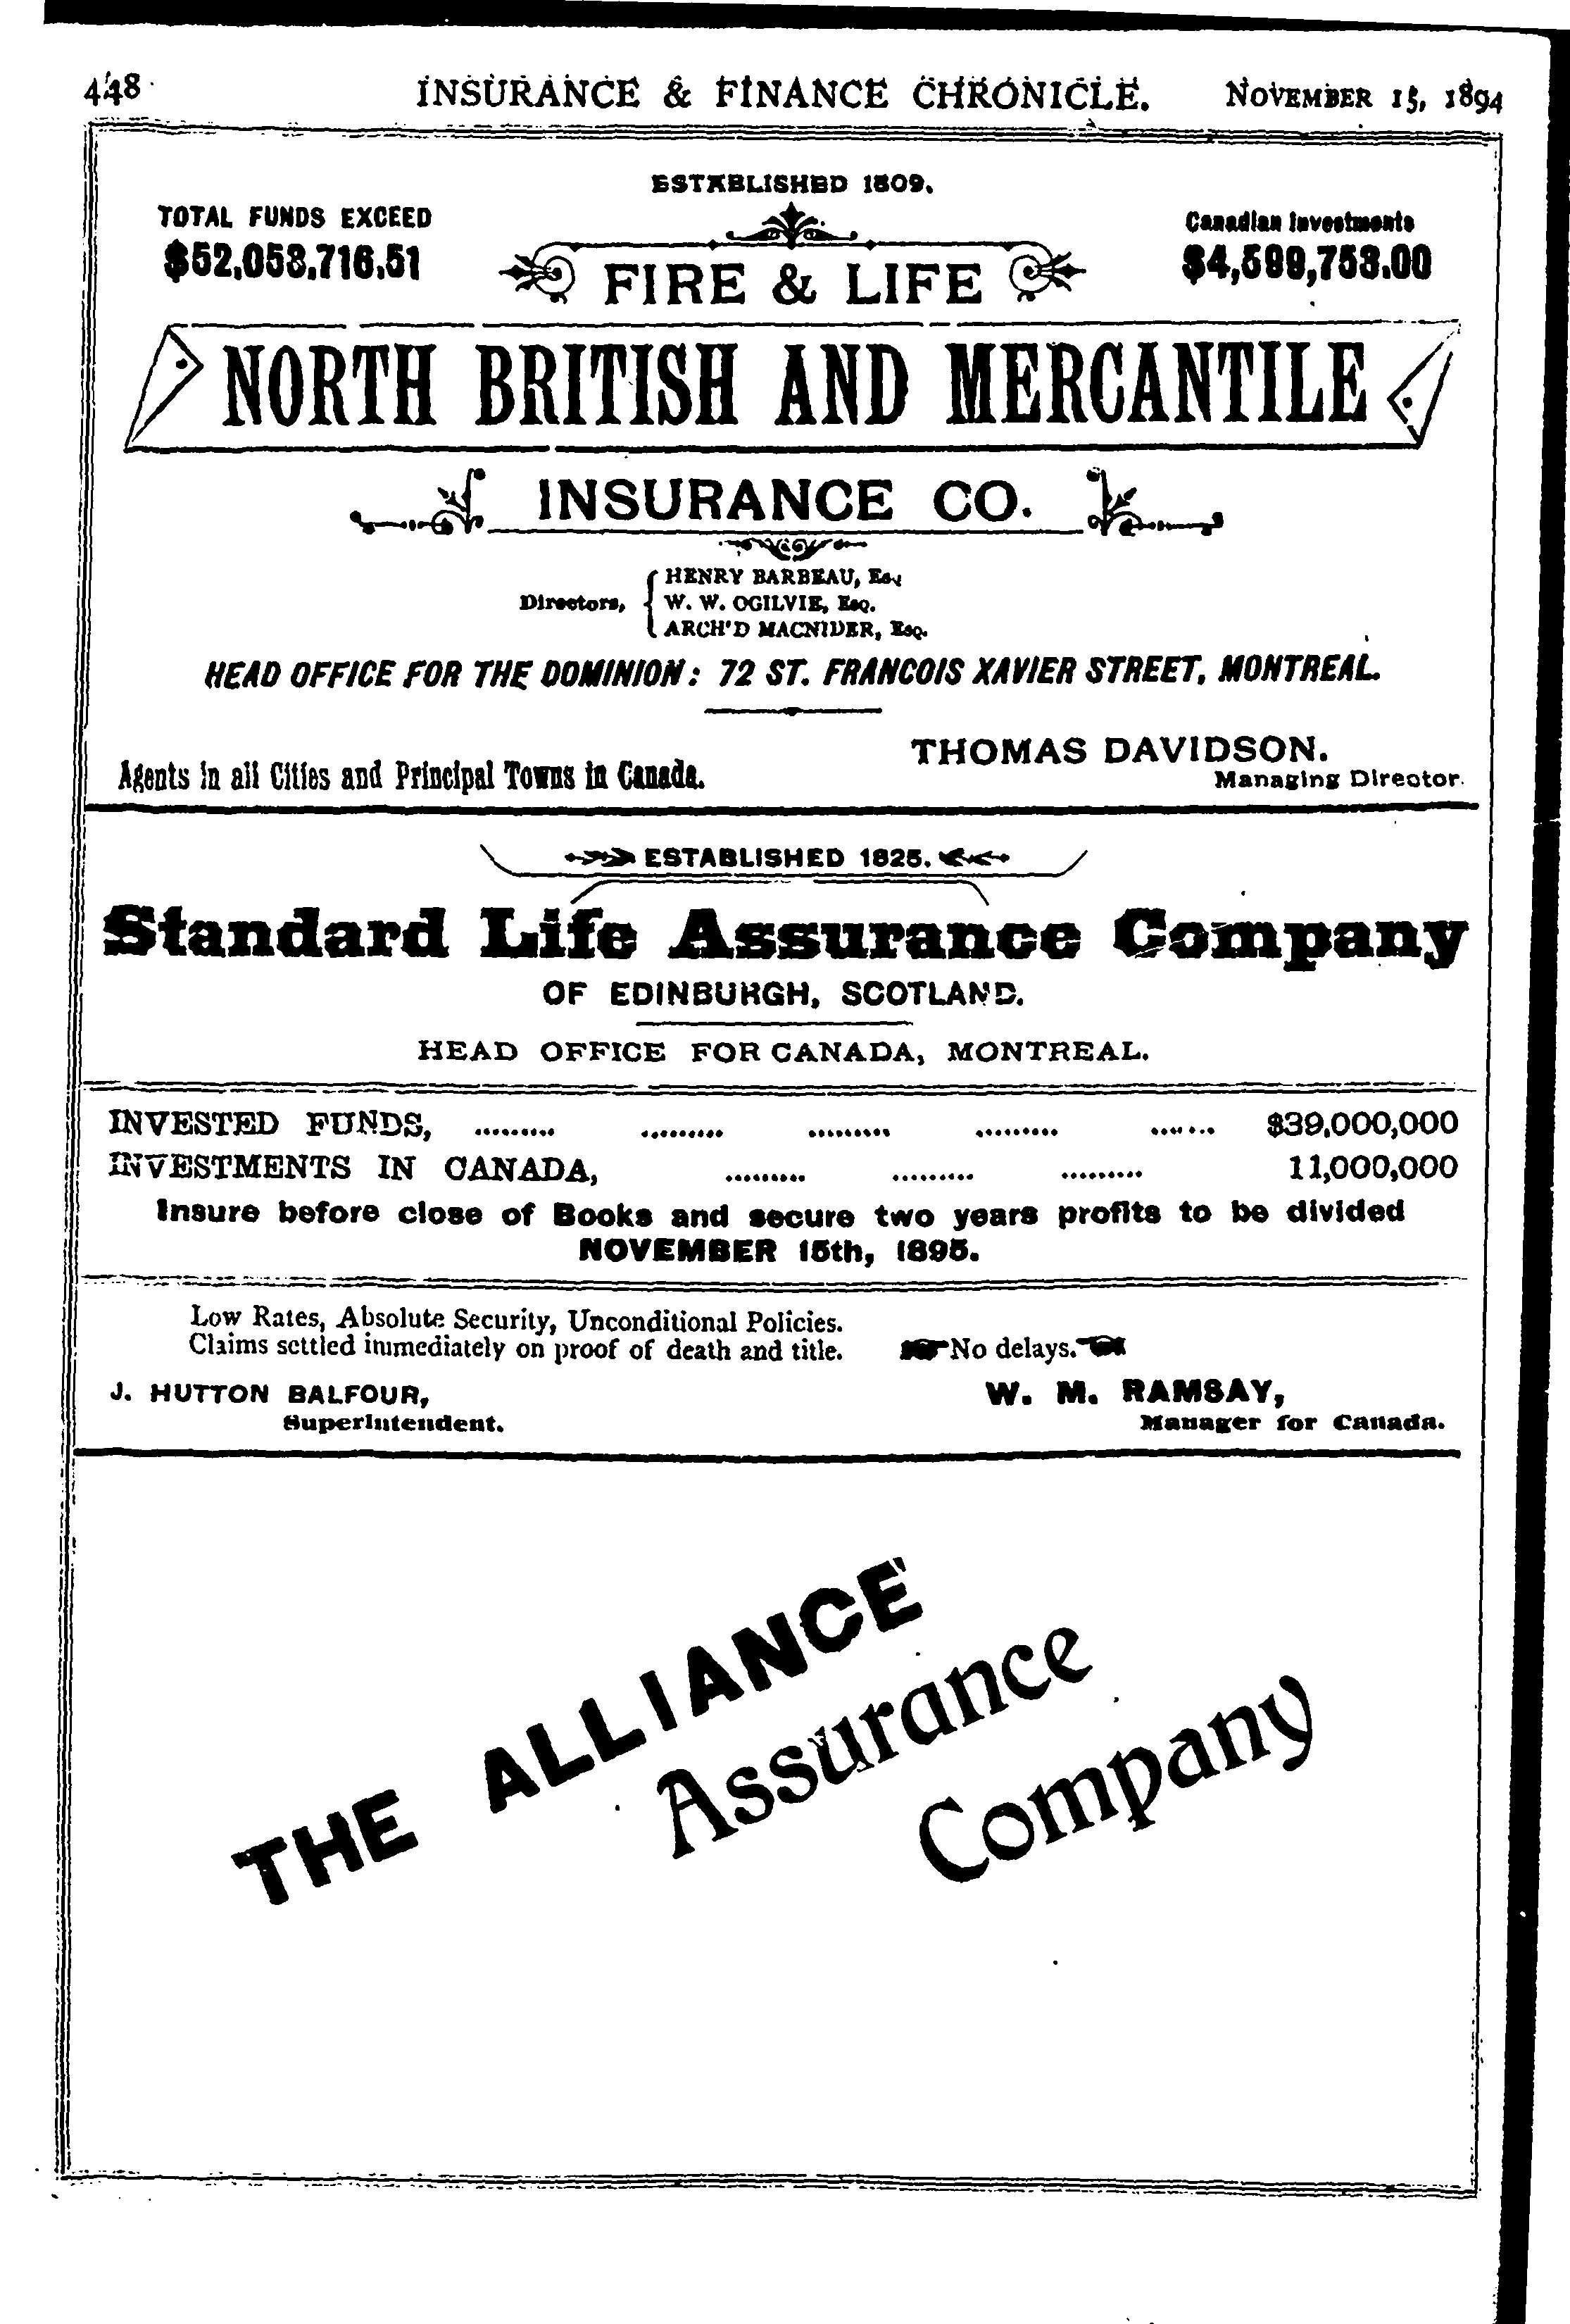 448
INSURANCE & FINANCE CHRONICLE.
NOVEMBER 15, 1894
ESTABLISHED 1809.
TOTAL FUNDS EXCEED
$52,053,716.51
Canadian Investments
$4,599,753.00
FIRE & LIFE
NORTH BRITISH AND MERCANTILE
INSURANCE CO.
Directors,
HENRY BARBEAU, Esq.
W. W. OGILVIE, Esq.
ARCH'D MACNIDER, Esq.
HEAD OFFICE FOR THE DOMINION: 72 ST. FRANCOIS XAVIER STREET, MONTREAL.
Agents in all Cities and Principal Towns in Canada.
THOMAS DAVIDSON.
Managing Director.
ESTABLISHED 1825.
Standard Life Assurance Company
OF EDINBURGH, SCOTLAND.
HEAD OFFICE FOR CANADA, MONTREAL.
INVESTED FUNDS, ......... ......... ......... ......... ....... $39,000,000
INVESTMENTS IN CANADA, ......... ......... ......... 11,000,000
Insure before close of Books and secure two years profits to be divided
NOVEMBER 15th, 1895.
Low Rates, Absolute Security, Unconditional Policies.
Claims settled immediately on proof of death and title. No delays.
J. HUTTON BALFOUR,
Superintendent.
W. M. RAMSAY,
Manager for Canada.
THE ALLIANCE
Assurance
Company